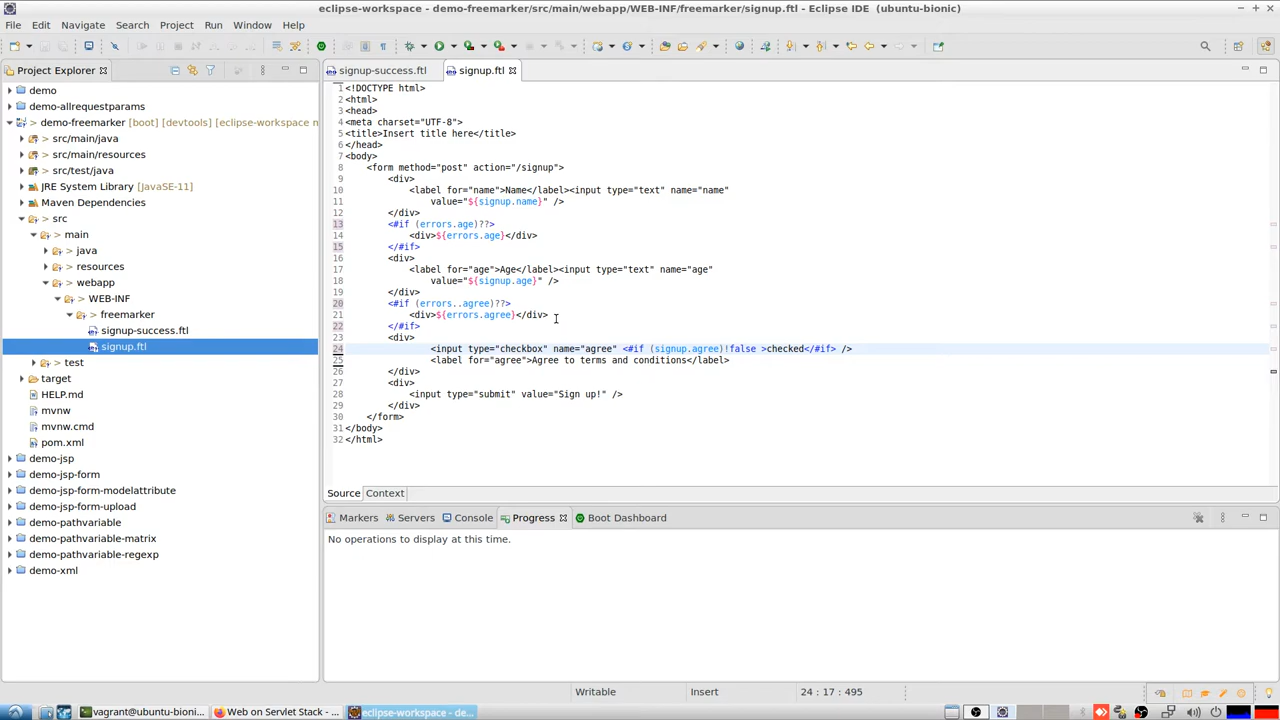 eclipse-workspace - demo-freemarker/src/main/webapp/WEB-INF/freemarker/signup.ftl - Eclipse IDE (ubuntu-bionic)
File Edit Navigate Search Project Run Window Help
Project Explorer
demo
demo-allrequestparams
> demo-freemarker [boot] [devtools] [eclipse-workspace n
> src/main/java
> src/main/resources
> src/test/java
JRE System Library [JavaSE-11]
Maven Dependencies
> src
> main
> java
> resources
> webapp
> WEB-INF
> freemarker
signup-success.ftl
signup.ftl
> test
target
HELP.md
mvnw
mvnw.cmd
pom.xml
demo-jsp
demo-jsp-form
demo-jsp-form-modelattribute
demo-jsp-form-upload
demo-pathvariable
demo-pathvariable-matrix
demo-pathvariable-regexp
demo-xml
signup-success.ftl signup.ftl
1 <!DOCTYPE html>
2 <html>
3 <head>
4 <meta charset="UTF-8">
5 <title>Insert title here</title>
6 </head>
7 <body>
8 <form method="post" action="/signup">
9 <div>
10 <label for="name">Name</label><input type="text" name="name"
11 value="${signup.name}" />
12 </div>
13 <#if (errors.age)??>
14 <div>${errors.age}</div>
15 </#if>
16 <div>
17 <label for="age">Age</label><input type="text" name="age"
18 value="${signup.age}" />
19 </div>
20 <#if (errors..agree)??>
21 <div>${errors.agree}</div>
22 </#if>
23 <div>
24 <input type="checkbox" name="agree" <#if (signup.agree)!false >checked</#if> />
25 <label for="agree">Agree to terms and conditions</label>
26 </div>
27 <div>
28 <input type="submit" value="Sign up!" />
29 </div>
30 </form>
31 </body>
32 </html>
Source Context
Markers Servers Console Progress Boot Dashboard
No operations to display at this time.
Writable Insert 24 : 17 : 495
vagrant@ubuntu-bioni... Web on Servlet Stack - ... eclipse-workspace - de...